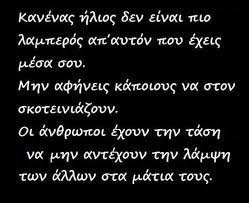 Κανένας ήλιος δεν είναι πιο
λαμπερός απ'αυτόν που έχεις
μέσα σου.
Μην αφήνεις κάποιους να στον
σκοτεινιάζουν.
Οι άνθρωποι έχουν την τάση
να μην αντέχουν την λάμψη
των άλλων στα μάτια τους.